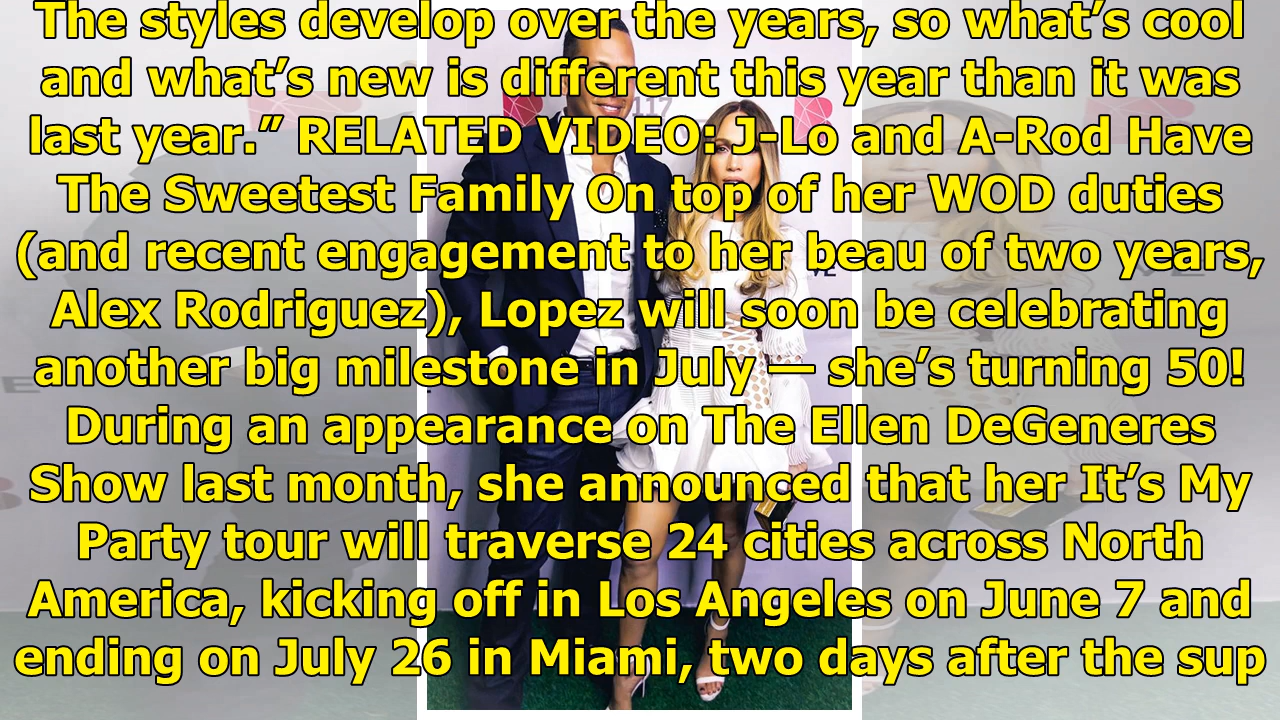 The styles develop over the years, so what’s cool
and what’s new is different this year than it was
last year.” RELATED VIDEO: J-Lo and A-Rod Have
The Sweetest Family On top of her WOD duties
(and recent engagement to her beau of two years,
Alex Rodriguez), Lopez will soon be celebrating
another big milestone in July — she’s turning 50!
During an appearance on The Ellen DeGeneres
Show last month, she announced that her It’s My
Party tour will traverse 24 cities across North
America, kicking off in Los Angeles on June 7 and
ending on July 26 in Miami, two days after the sup